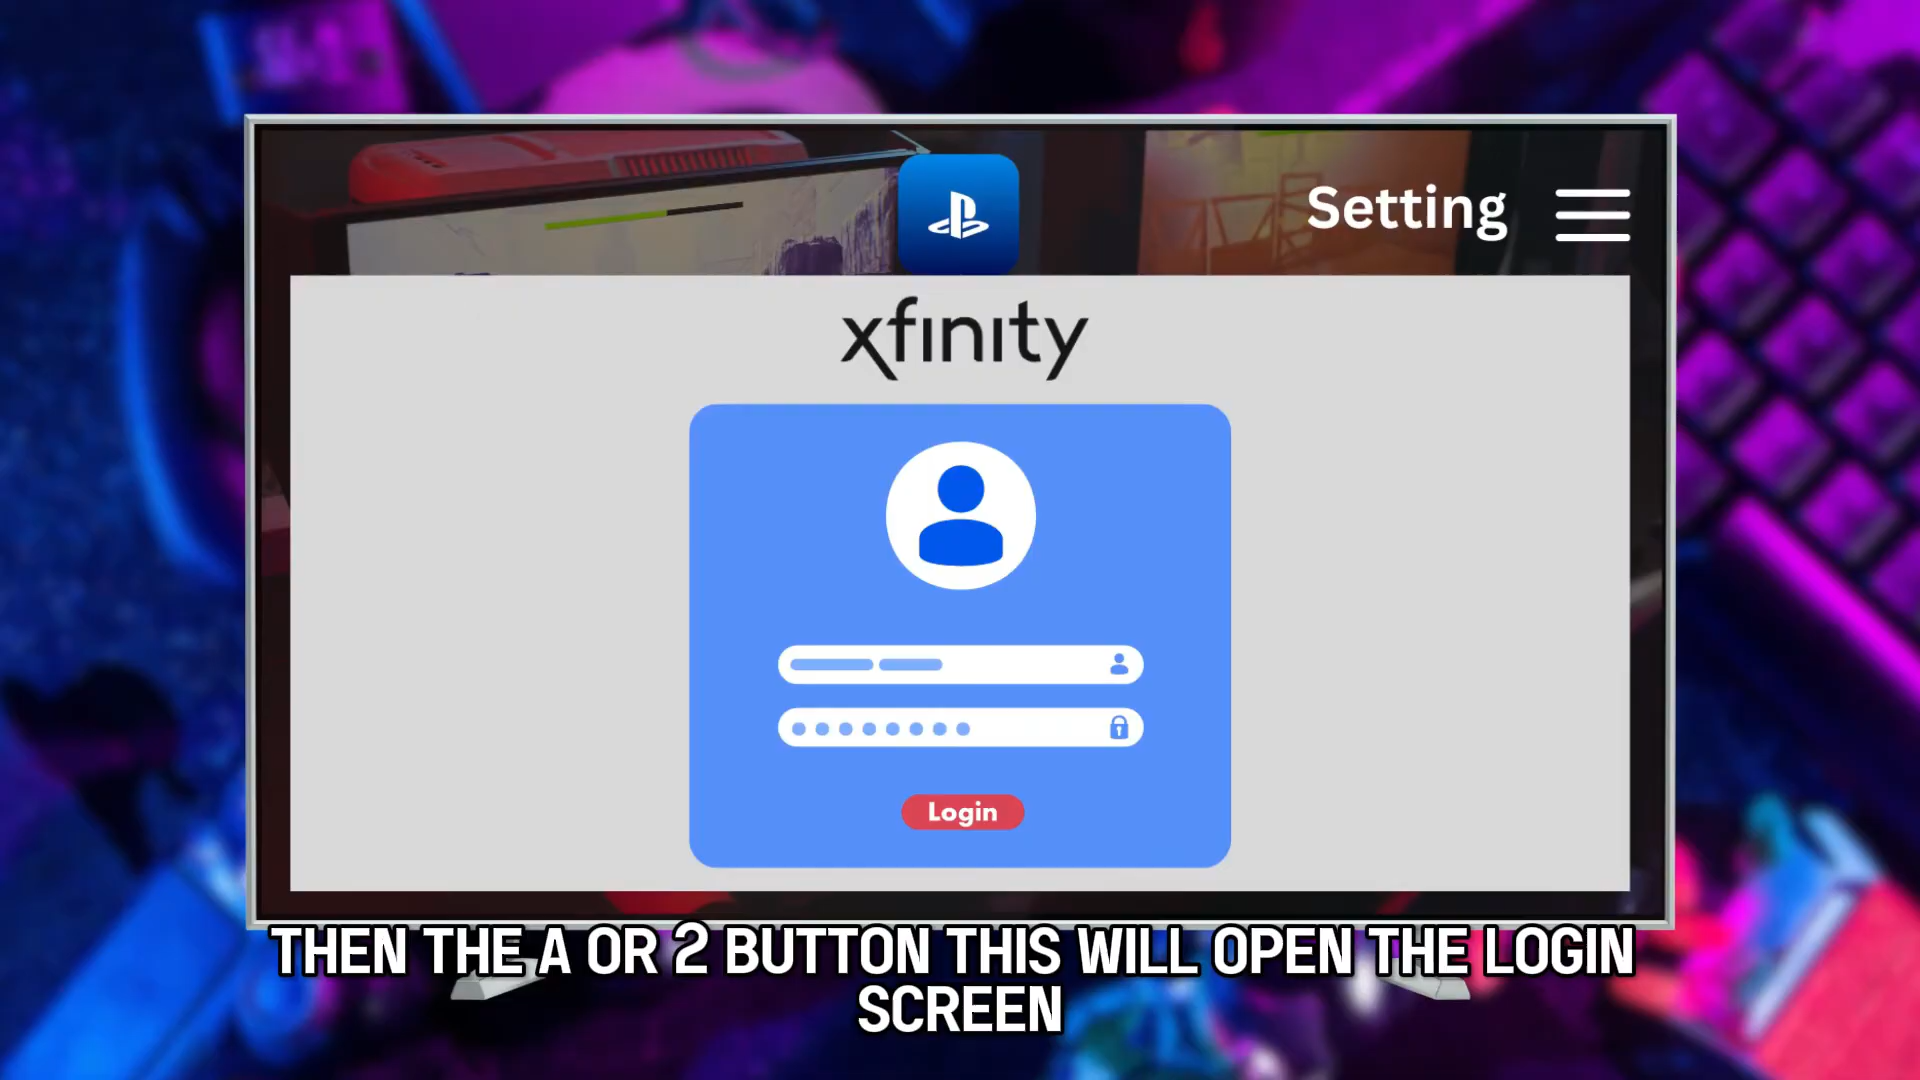 Setting
xfinity
Login
THEN THE A OR 2 BUTTON THIS WILL OPEN THE LOGIN
SCREEN